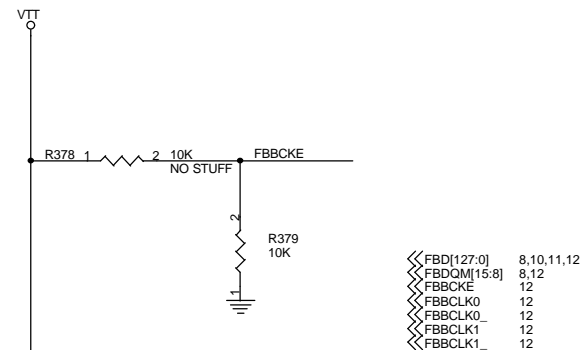 VTT
R378 1 2 10K FBBCKE
NO STUFF
2
R379
10K
1
FBD[127:0] 8,10,11,12
FBDQM[15:8] 8,12
FBBCKE 12
FBBCLK0 12
FBBCLK0_ 12
FBBCLK1 12
FBBCLK1_ 12